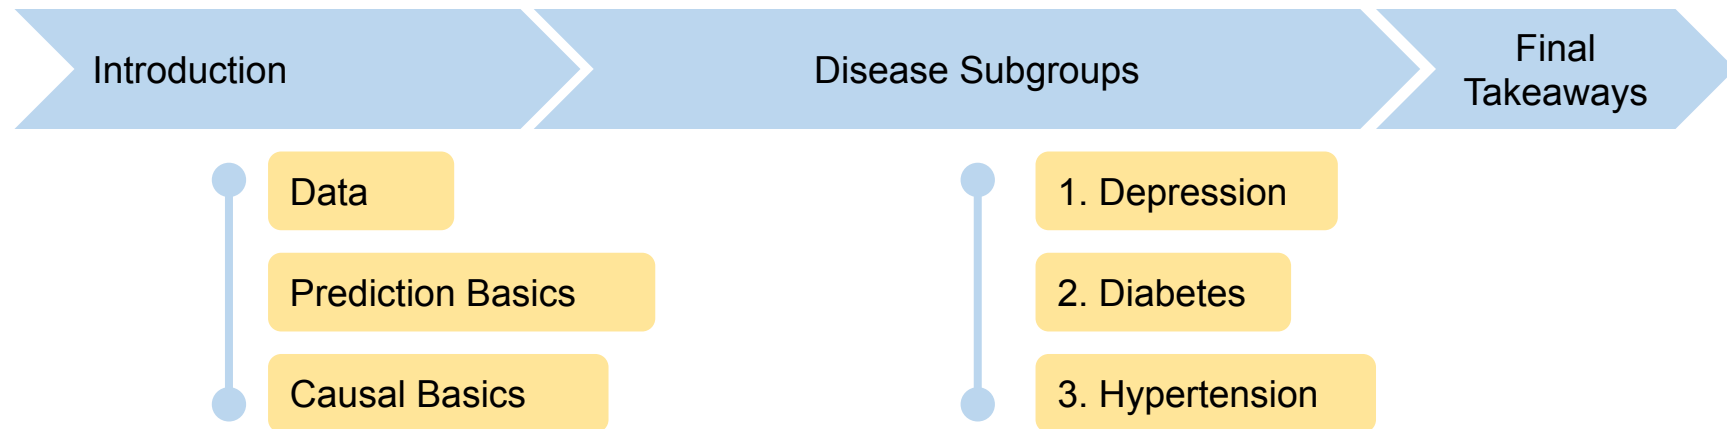 Introduction
Disease Subgroups
Final
Takeaways
Data
Prediction Basics
Causal Basics
1. Depression
2. Diabetes
3. Hypertension